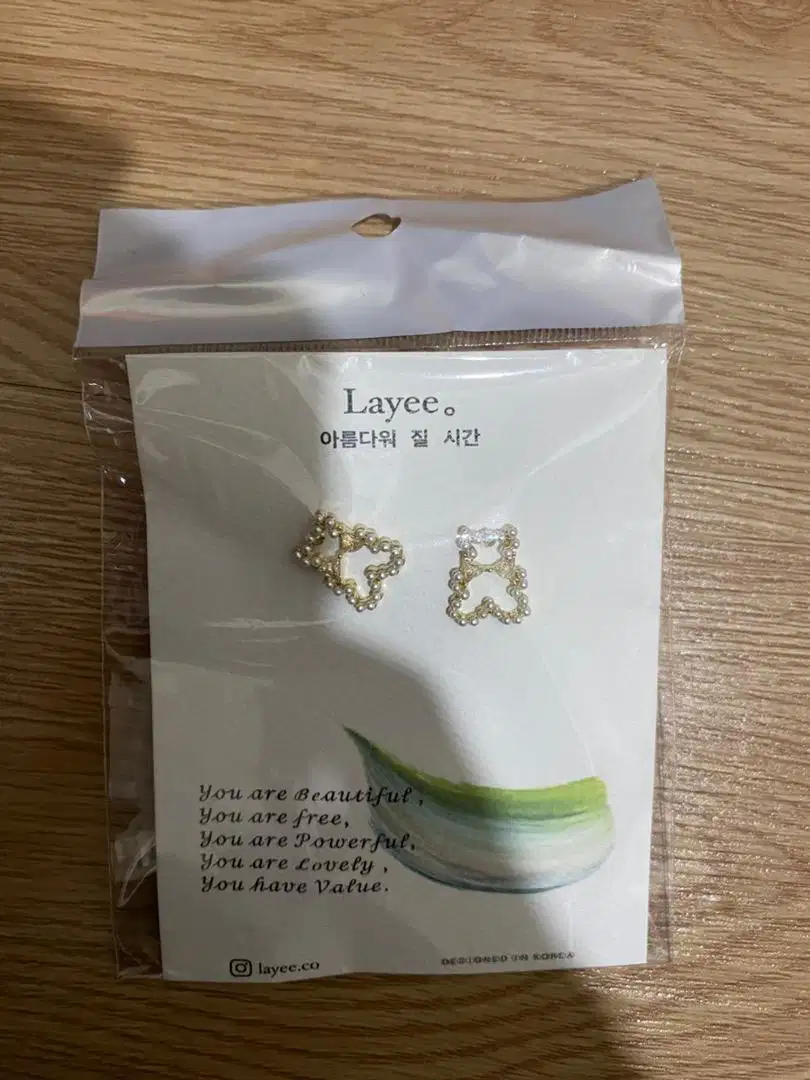 Layee。
아름다워 질 시간
You are Beautiful,
You are free,
You are Powerful,
You are Lovely,
You have Value.
layee.co
DESIGNED IN KOREA